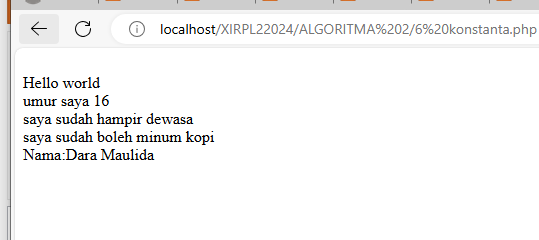 localhost/XIRPL22024/ALGORITMA%202/6%20konstanta.php
Hello world
umur saya 16
saya sudah hampir dewasa
saya sudah boleh minum kopi
Nama:Dara Maulida